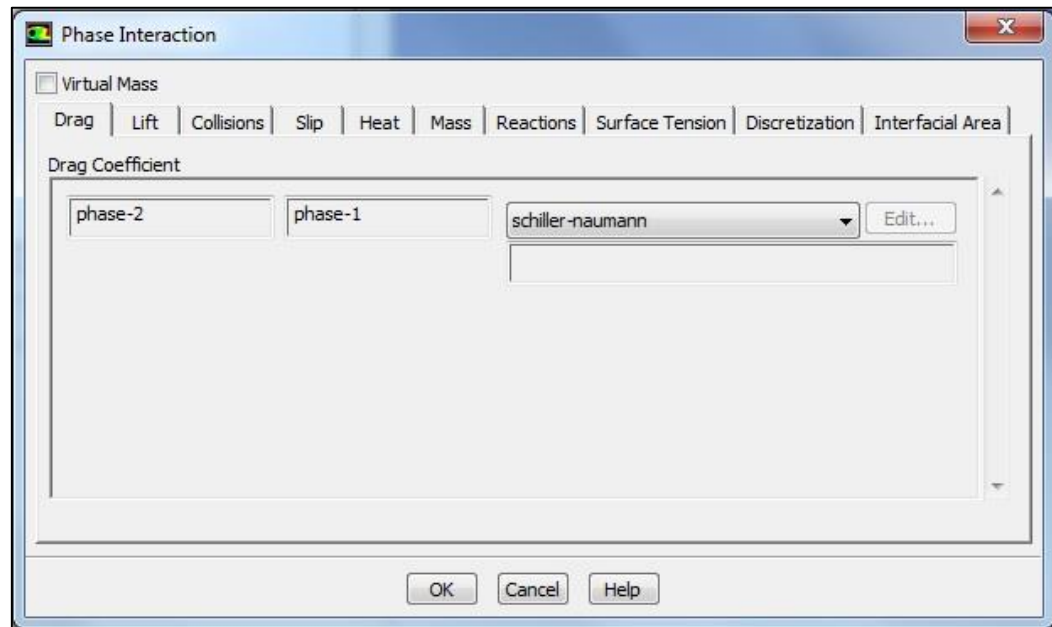 Phase Interaction
Virtual Mass
Drag Lift Collisions Slip Heat Mass Reactions Surface Tension Discretization Interfacial Area
Drag Coefficient
phase-2 phase-1 schiller-naumann Edit...
OK Cancel Help